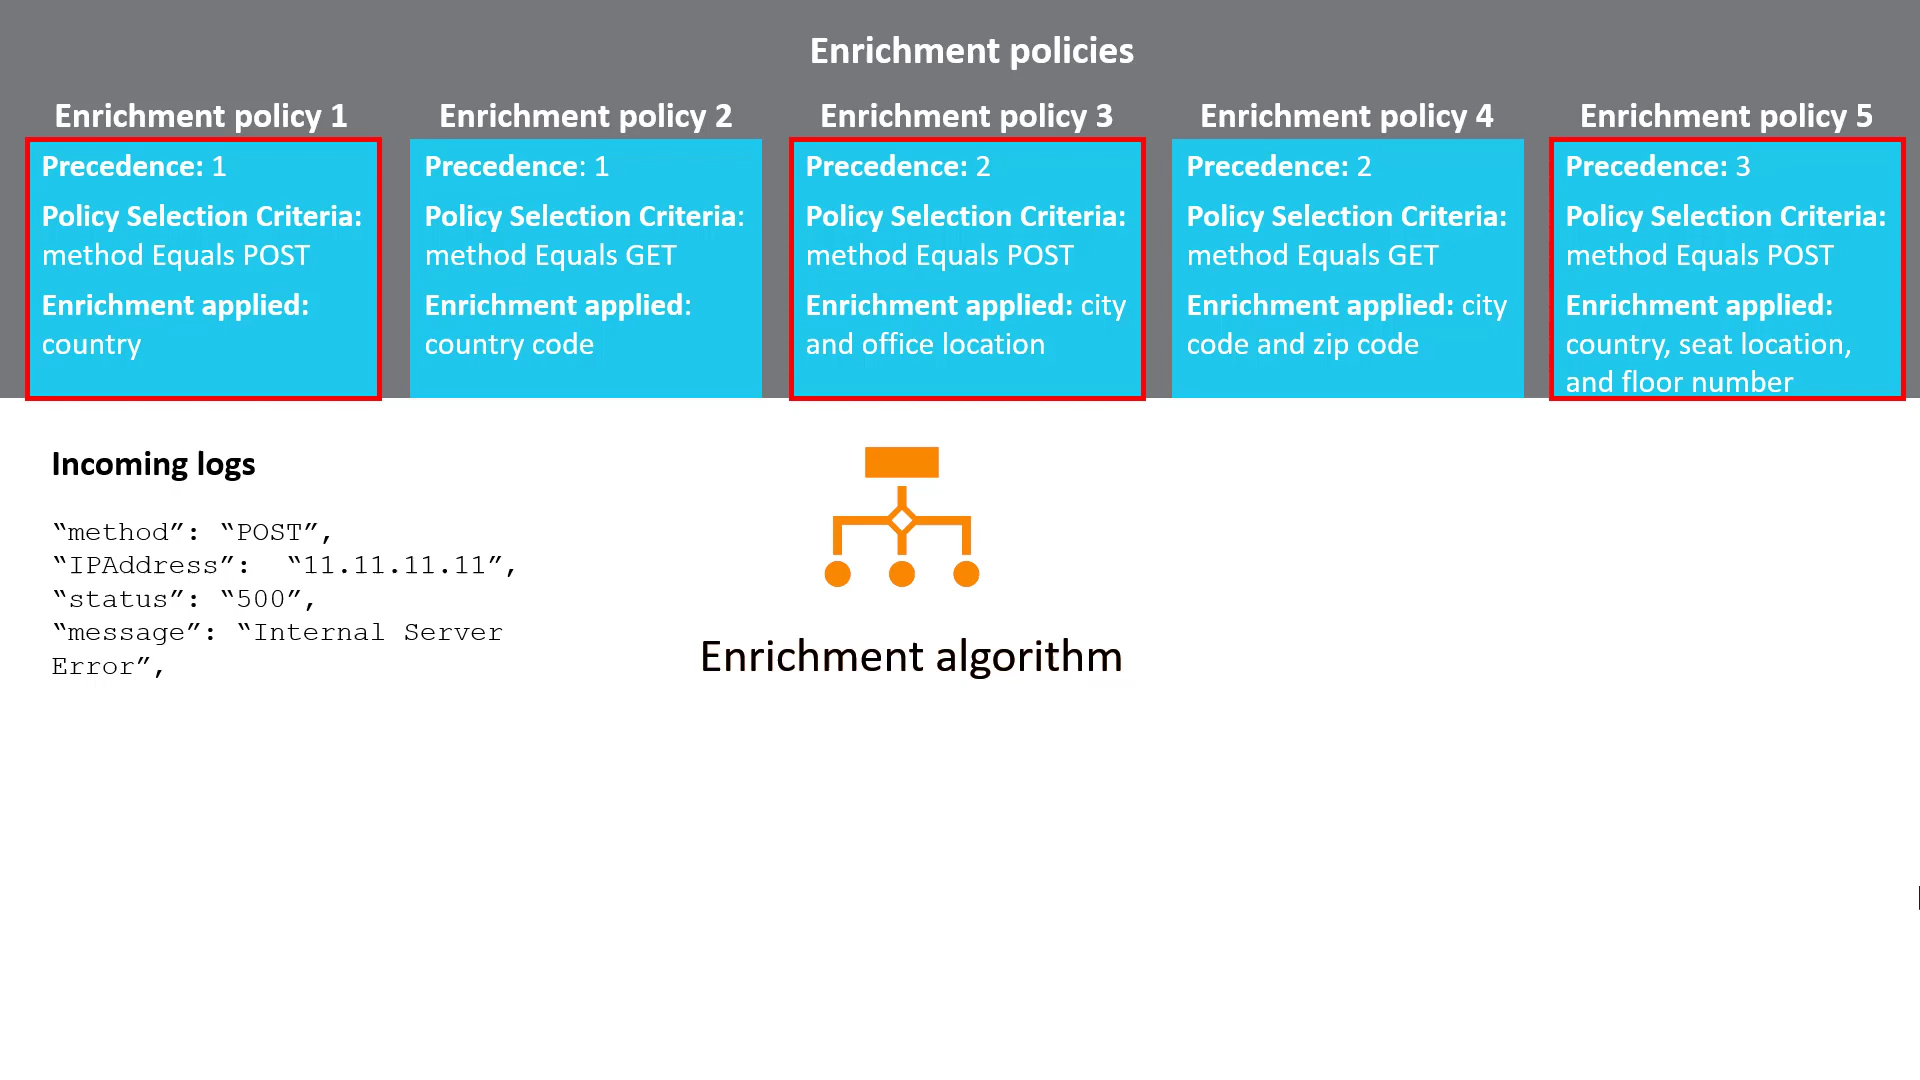 Enrichment policies
Enrichment policy 1
Precedence: 1
Policy Selection Criteria:
method Equals POST
Enrichment applied:
country
Enrichment policy 2
Precedence: 1
Policy Selection Criteria:
method Equals GET
Enrichment applied:
country code
Enrichment policy 3
Precedence: 2
Policy Selection Criteria:
method Equals POST
Enrichment applied: city
and office location
Enrichment policy 4
Precedence: 2
Policy Selection Criteria:
method Equals GET
Enrichment applied: city
code and zip code
Enrichment policy 5
Precedence: 3
Policy Selection Criteria:
method Equals POST
Enrichment applied:
country, seat location,
and floor number
Incoming logs
“method”: “POST”,
“IPAddress”:  “11.11.11.11”,
“status”: “500”,
“message”: “Internal Server
Error”,
Enrichment algorithm